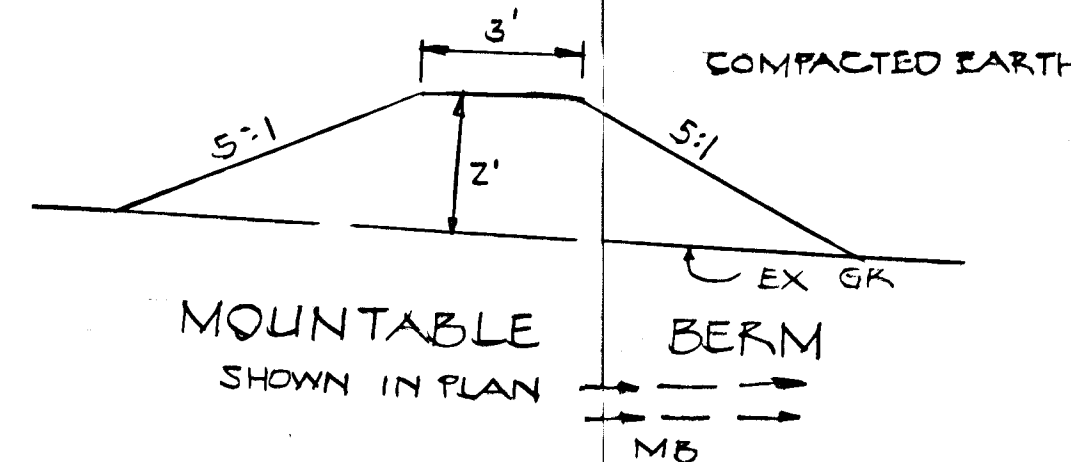 3'
COMPACTED EARTH
5:1
5:1
2'
EX GR
MOUNTABLE BERM
SHOWN IN PLAN
MB